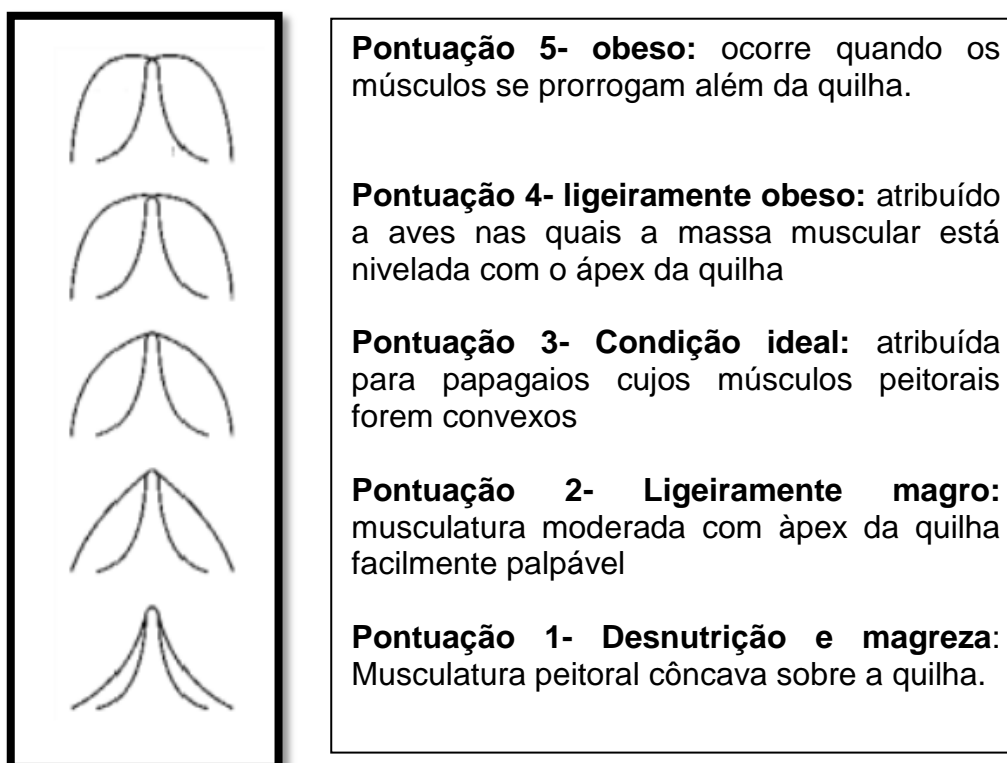 Pontuação 5- obeso: ocorre quando os
músculos se prorrogam além da quilha.
Pontuação 4- ligeiramente obeso: atribuído
a aves nas quais a massa muscular está
nivelada com o ápex da quilha
Pontuação 3- Condição ideal: atribuída
para papagaios cujos músculos peitorais
forem convexos
Pontuação 2- Ligeiramente magro:
musculatura moderada com àpex da quilha
facilmente palpável
Pontuação 1- Desnutrição e magreza:
Musculatura peitoral côncava sobre a quilha.